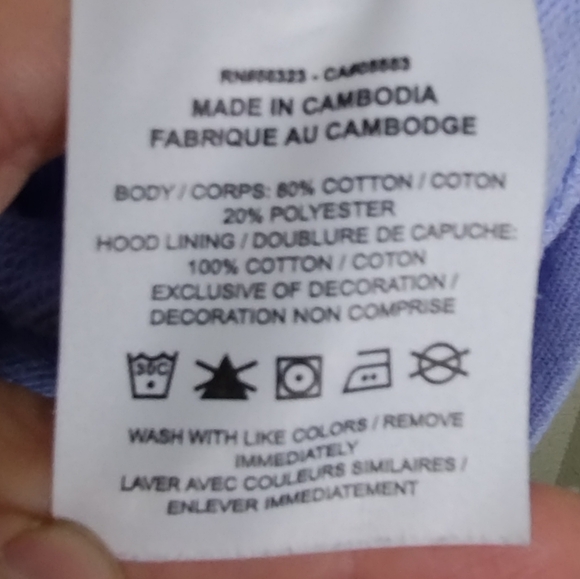 MADE IN CAMBODIA
FABRIQUE AU CAMBODGE
BODY / CORPS: 80% COTTON / COTON
20% POLYESTER
HOOD LINING / DOUBLURE DE CAPUCHE:
100% COTTON / COTON
EXCLUSIVE OF DECORATION /
DECORATION NON COMPRISE
30C
WASH WITH LIKE COLORS / REMOVE
IMMEDIATELY
LAVER AVEC COULEURS SIMILAIRES /
ENLEVER IMMEDIATEMENT